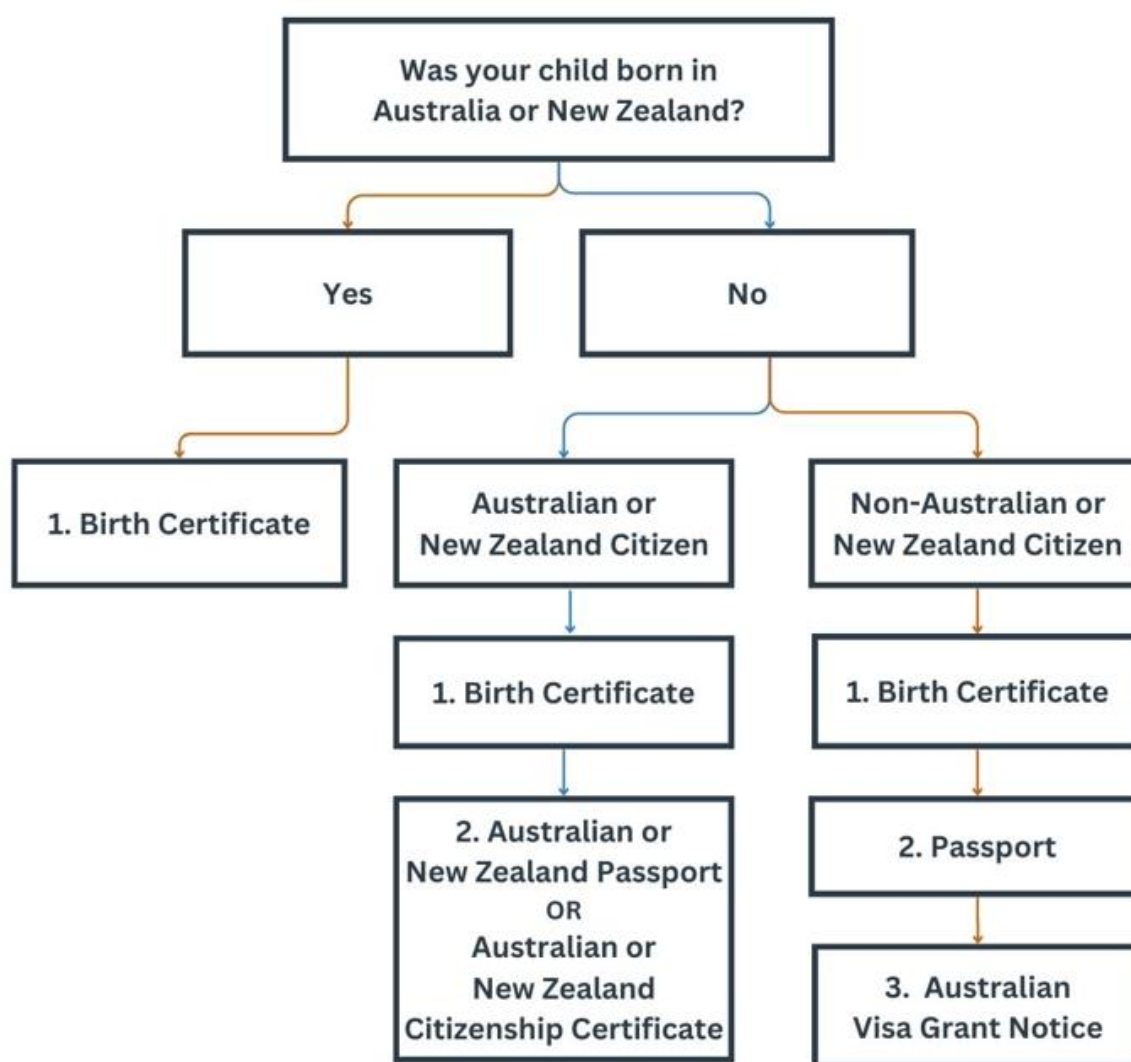 Was your child born in
Australia or New Zealand?
Yes
No
1. Birth Certificate
Australian or
New Zealand Citizen
Non-Australian or
New Zealand Citizen
1. Birth Certificate
1. Birth Certificate
2. Australian or
New Zealand Passport
OR
Australian or
New Zealand
Citizenship Certificate
2. Passport
3. Australian
Visa Grant Notice